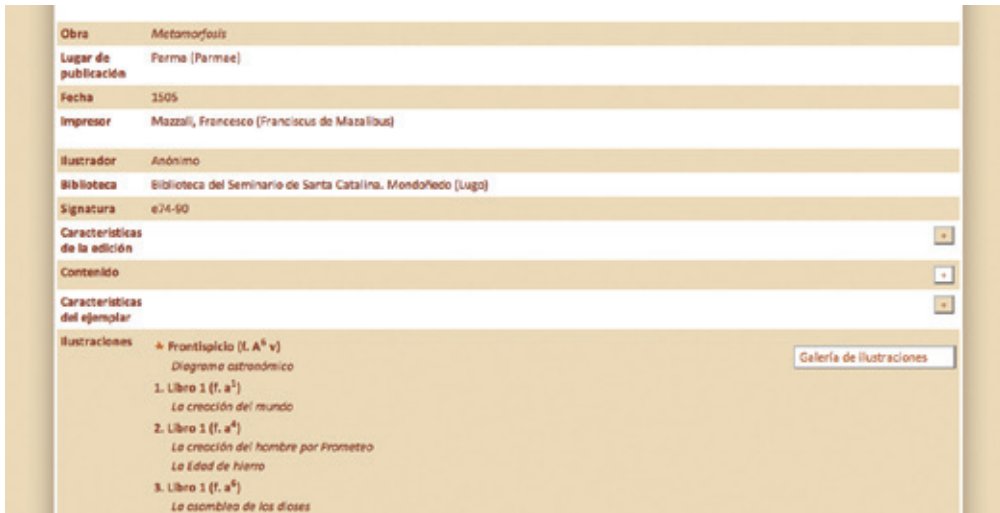 Obra Metamorfosis
Lugar de publicación Parma (Parmae)
Fecha 1505
Impresor Mazzali, Francesco (Franciscus de Mazalibus)
Ilustrador Anónimo
Biblioteca Biblioteca del Seminario de Santa Catalina. Mondoñedo (Lugo)
Signatura e74-90
Características de la edición +
Contenido +
Características del ejemplar +
Ilustraciones
Frontispicio (f. A⁶ v)
Galería de ilustraciones
Diagrama astronómico
1. Libro 1 (f. a¹)
La creación del mundo
2. Libro 1 (f. a⁴)
La creación del hombre por Prometeo
La Edad de hierro
3. Libro 1 (f. a⁶)
La asamblea de los dioses